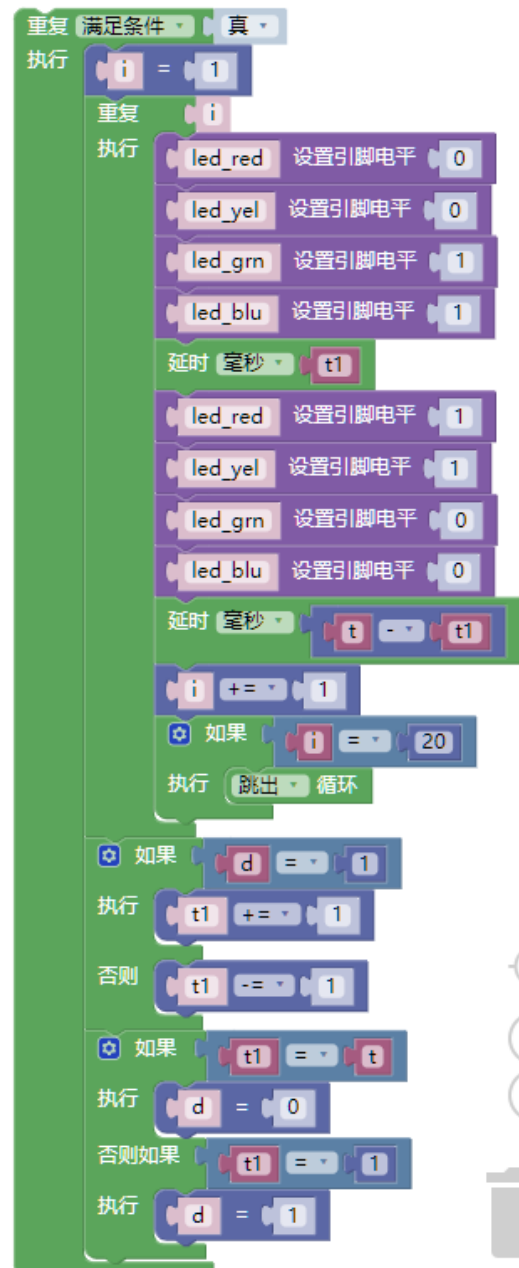 重复 满足条件 真
执行 i = 1
重复 i
执行 led_red 设置引脚电平 0
led_yel 设置引脚电平 0
led_grn 设置引脚电平 1
led_blu 设置引脚电平 1
延时 毫秒 t1
led_red 设置引脚电平 1
led_yel 设置引脚电平 1
led_grn 设置引脚电平 0
led_blu 设置引脚电平 0
延时 毫秒 t - t1
i += 1
如果 i = 20
执行 跳出 循环
如果 d = 1
执行 t1 += 1
否则 t1 -= 1
如果 t1 = t
执行 d = 0
否则如果 t1 = 1
执行 d = 1